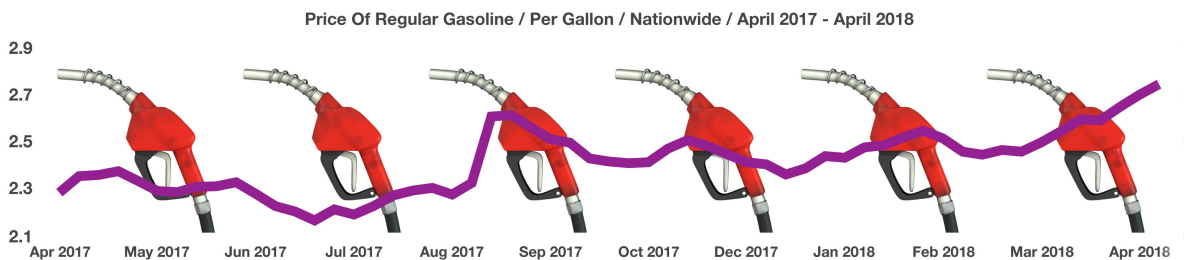 Price Of Regular Gasoline / Per Gallon / Nationwide / April 2017 - April 2018
2.9
2.7
2.5
2.3
2.1
Apr 2017 May 2017 Jun 2017 Jul 2017 Aug 2017 Sep 2017 Oct 2017 Dec 2017 Jan 2018 Feb 2018 Mar 2018 Apr 2018